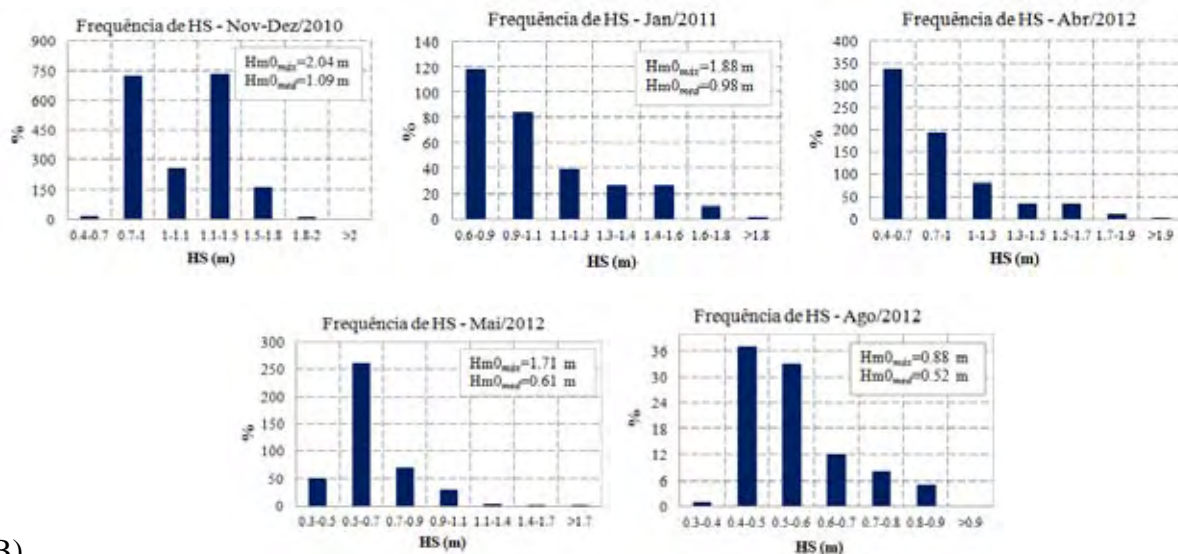 Frequência de HS - Nov-Dez/2010
900
750
600
450
300
150
0
%
Hm0máx=2.04 m
Hm0med=1.09 m
0.4-0.7 0.7-1 1-1.1 1.1-1.5 1.5-1.8 1.8-2 >2
HS (m)
Frequência de HS - Jan/2011
140
120
100
80
60
40
20
0
%
Hm0máx=1.88 m
Hm0med=0.98 m
0.6-0.9 0.9-1.1 1.1-1.3 1.3-1.4 1.4-1.6 1.6-1.8 >1.8
HS (m)
Frequência de HS - Abr/2012
400
350
300
250
200
150
100
50
0
%
0.4-0.7 0.7-1 1-1.3 1.3-1.5 1.5-1.7 1.7-1.9 >1.9
HS (m)
Frequência de HS - Mai/2012
300
250
200
150
100
50
0
%
Hm0máx=1.71 m
Hm0med=0.61 m
0.3-0.5 0.5-0.7 0.7-0.9 0.9-1.1 1.1-1.4 1.4-1.7 >1.7
HS (m)
Frequência de HS - Ago/2012
36
30
24
18
12
6
0
%
Hm0máx=0.88 m
Hm0med=0.52 m
0.3-0.4 0.4-0.5 0.5-0.6 0.6-0.7 0.7-0.8 0.8-0.9 >0.9
HS (m)